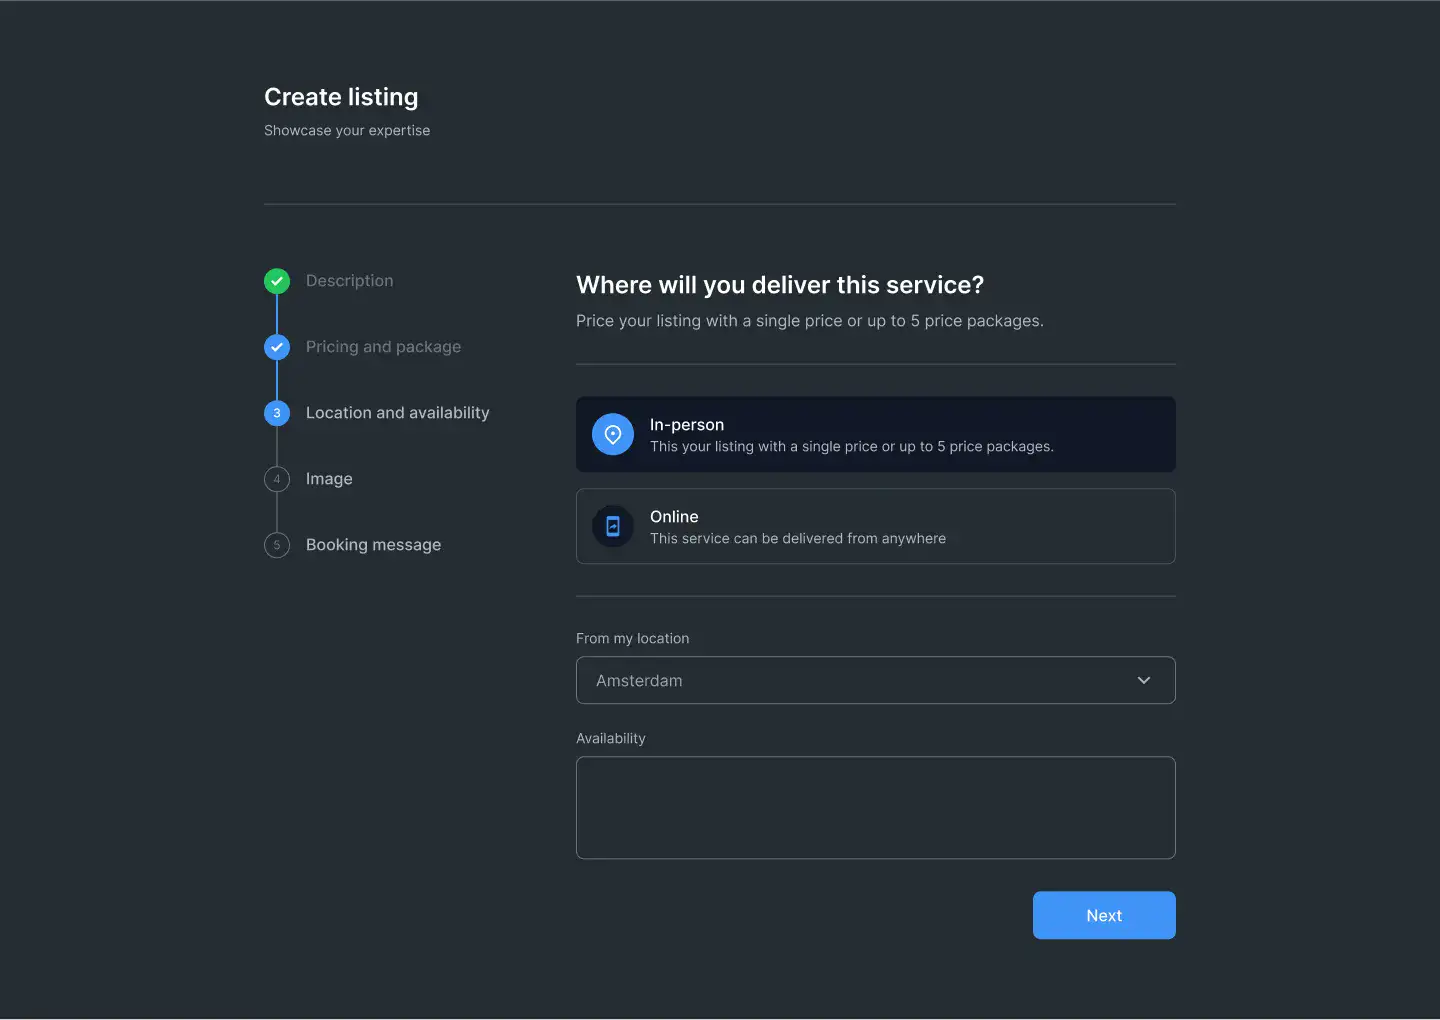 Create listing
Showcase your expertise
Description
Pricing and package
3 Location and availability
4 Image
5 Booking message
Where will you deliver this service?
Price your listing with a single price or up to 5 price packages.
In-person
This your listing with a single price or up to 5 price packages.
Online
This service can be delivered from anywhere
From my location
Amsterdam
Availability
Next